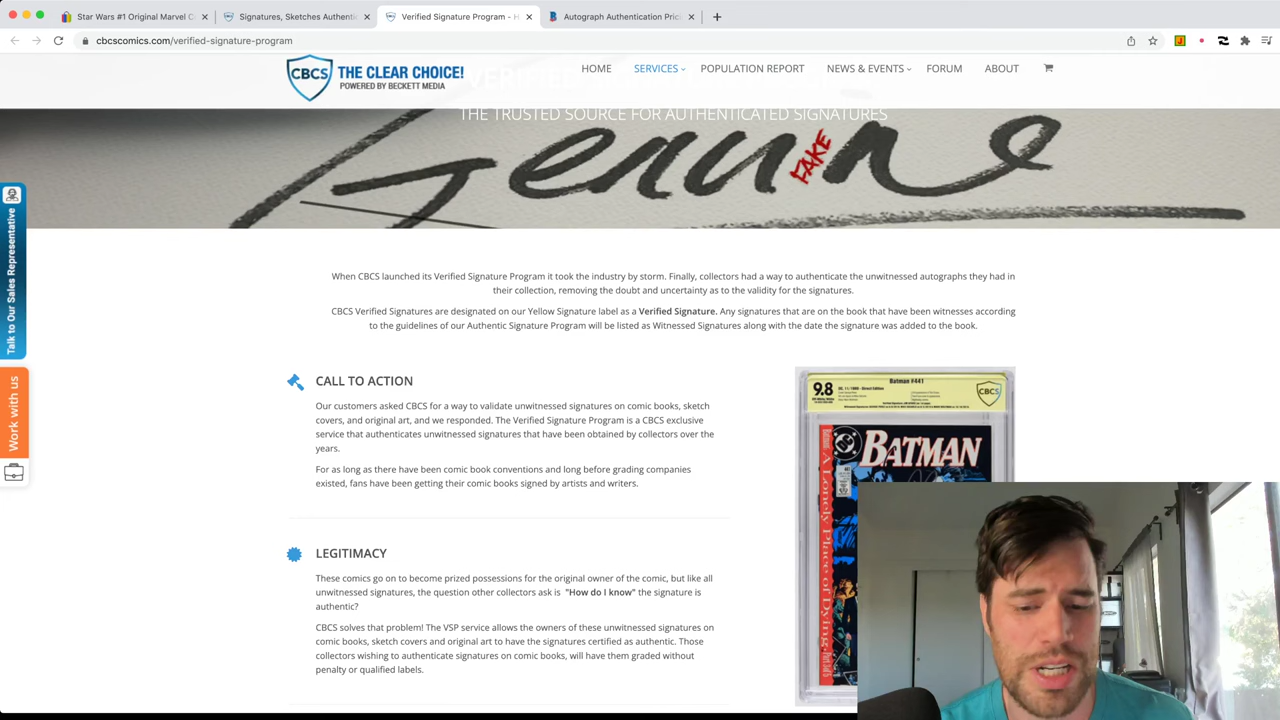 Star Wars #1 Original Marvel C
Signatures, Sketches Authentic
Verified Signature Program - H
Autograph Authentication Prici
cbcscomics.com/verified-signature-program
CBCS
THE CLEAR CHOICE!
POWERED BY BECKETT MEDIA
HOME
SERVICES
POPULATION REPORT
NEWS & EVENTS
FORUM
ABOUT
THE TRUSTED SOURCE FOR AUTHENTICATED SIGNATURES
Genuine
FAKE
Talk to Our Sales Representative
Work with us
When CBCS launched its Verified Signature Program it took the industry by storm. Finally, collectors had a way to authenticate the unwitnessed autographs they had in
their collection, removing the doubt and uncertainty as to the validity for the signatures.
CBCS Verified Signatures are designated on our Yellow Signature label as a Verified Signature. Any signatures that are on the book that have been witnesses according
to the guidelines of our Authentic Signature Program will be listed as Witnessed Signatures along with the date the signature was added to the book.
CALL TO ACTION
Our customers asked CBCS for a way to validate unwitnessed signatures on comic books, sketch
covers, and original art, and we responded. The Verified Signature Program is a CBCS exclusive
service that authenticates unwitnessed signatures that have been obtained by collectors over the
years.
For as long as there have been comic book conventions and long before grading companies
existed, fans have been getting their comic books signed by artists and writers.
LEGITIMACY
These comics go on to become prized possessions for the original owner of the comic, but like all
unwitnessed signatures, the question other collectors ask is "How do I know" the signature is
authentic?
CBCS solves that problem! The VSP service allows the owners of these unwitnessed signatures on
comic books, sketch covers and original art to have the signatures certified as authentic. Those
collectors wishing to authenticate signatures on comic books, will have them graded without
penalty or qualified labels.
9.8
Batman #441
CBCS
DC
BATMAN
A Lonely Place of Dying